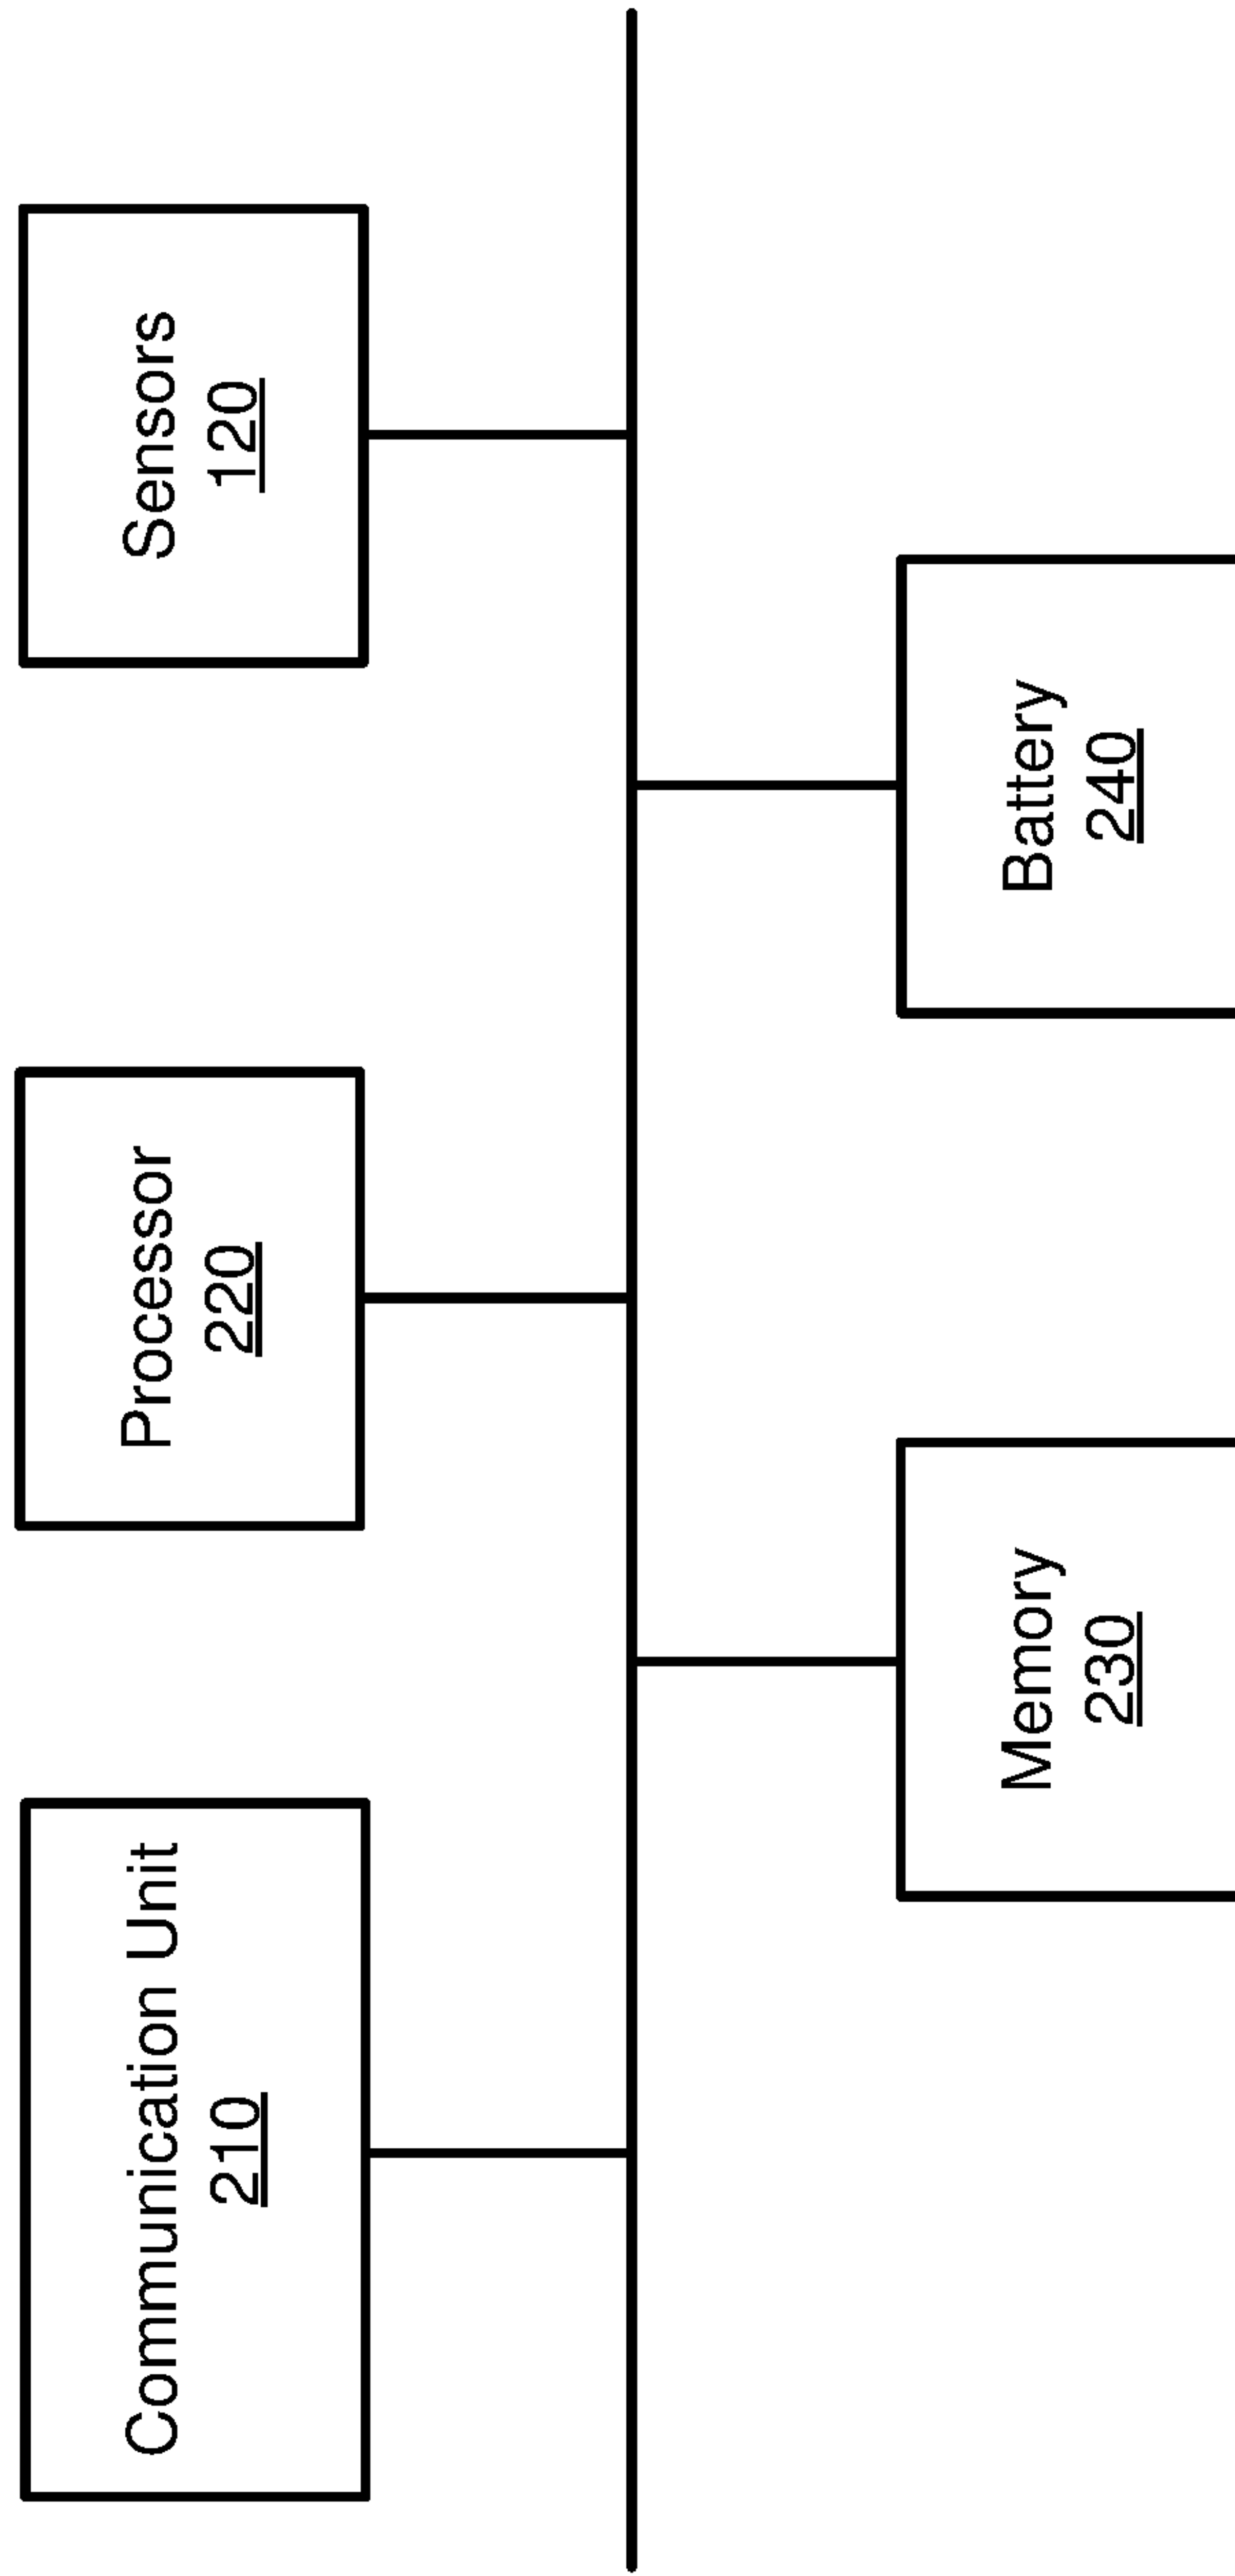 Communication Unit
210
Processor
220
Sensors
120
Memory
230
Battery
240